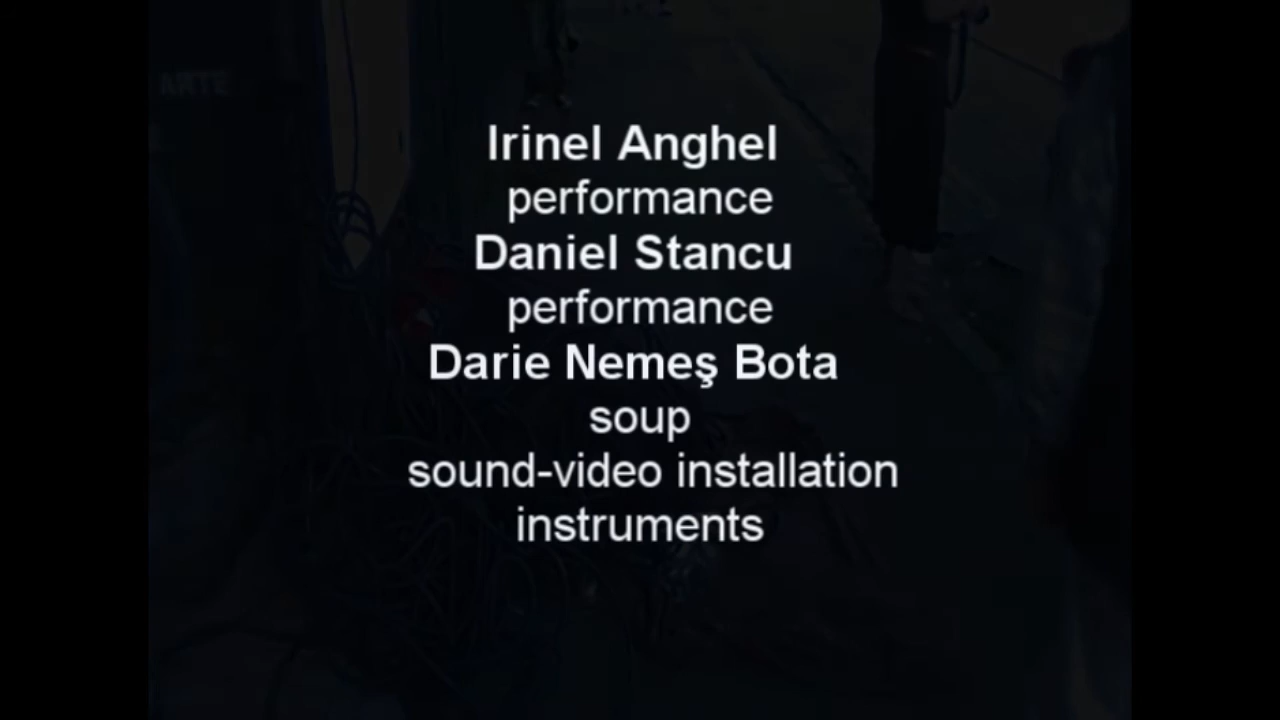 Irinel Anghel
performance
Daniel Stancu
performance
Darie Nemeş Bota
soup
sound-video installation
instruments